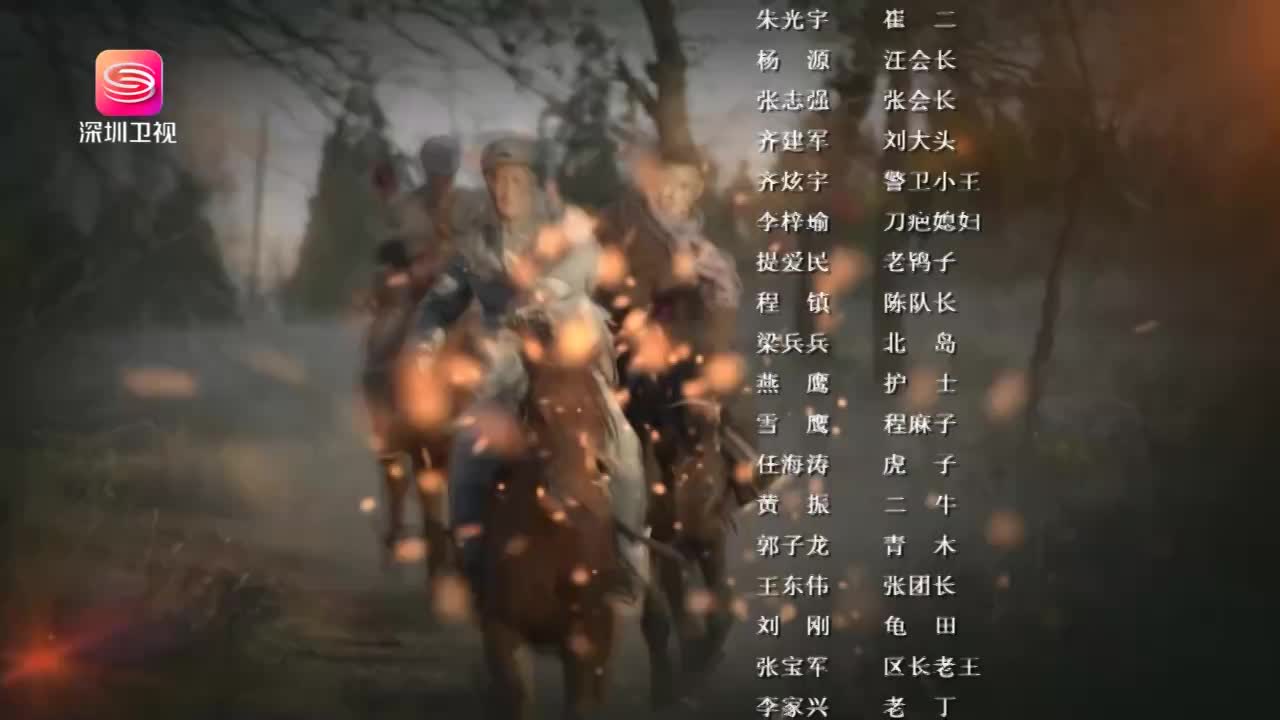 深圳卫视
朱光宇 崔 二
杨 源 汪会长
张志强 张会长
齐建军 刘大头
齐炫宇 警卫小王
李梓瑜 刀疤媳妇
提爱民 老鸨子
程 镇 陈队长
梁兵兵 北 岛
燕 鹰 护 士
雪 鹰 程麻子
任海涛 虎 子
黄 振 二 牛
郭子龙 青 木
王东伟 张团长
刘 刚 龟 田
张宝军 区长老王
李家兴 老 丁